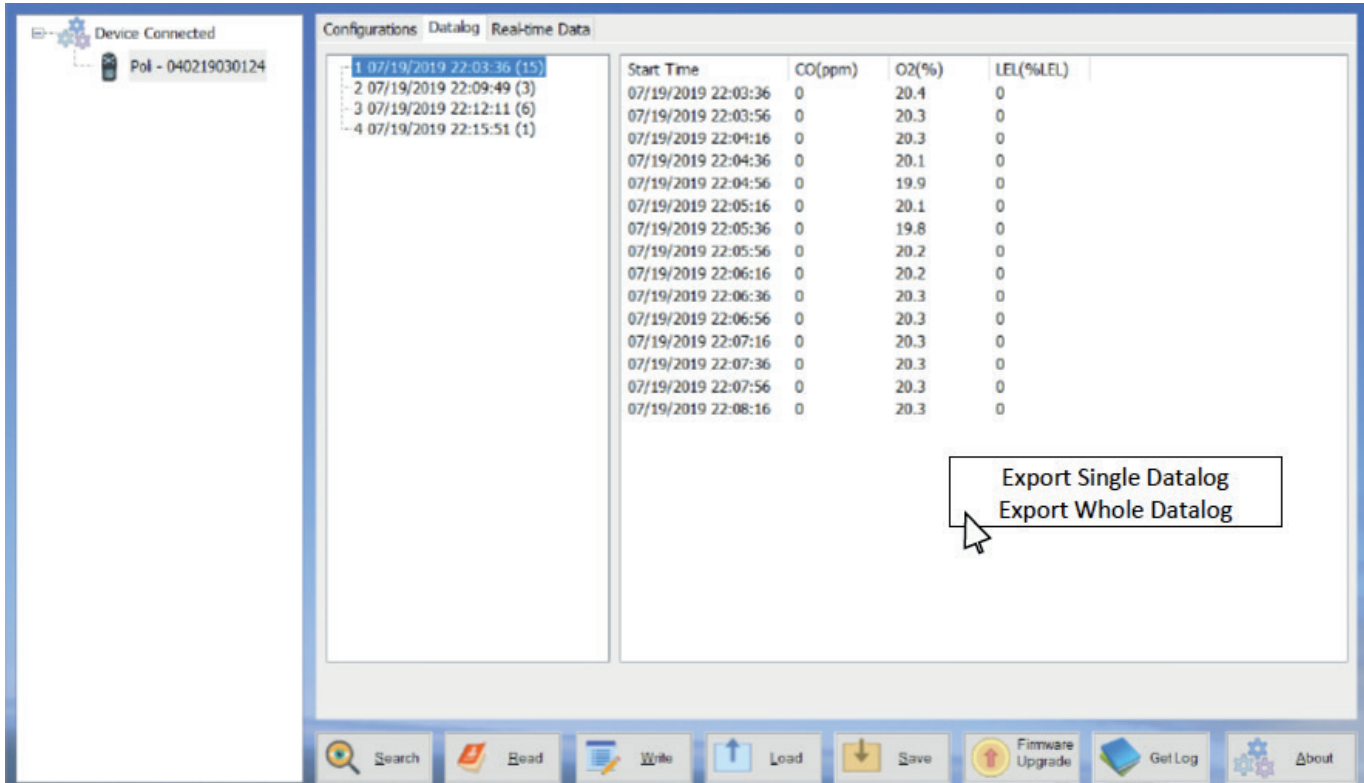 Device Connected
Poli - 040219030124
Configurations Datalog Real-time Data
1 07/19/2019 22:03:36 (15)
2 07/19/2019 22:09:49 (3)
3 07/19/2019 22:12:11 (6)
4 07/19/2019 22:15:51 (1)
Start Time CO(ppm) O2(%) LEL(%LEL)
07/19/2019 22:03:36 0 20.4 0
07/19/2019 22:03:56 0 20.3 0
07/19/2019 22:04:16 0 20.3 0
07/19/2019 22:04:36 0 20.1 0
07/19/2019 22:04:56 0 19.9 0
07/19/2019 22:05:16 0 20.1 0
07/19/2019 22:05:36 0 19.8 0
07/19/2019 22:05:56 0 20.2 0
07/19/2019 22:06:16 0 20.2 0
07/19/2019 22:06:36 0 20.3 0
07/19/2019 22:06:56 0 20.3 0
07/19/2019 22:07:16 0 20.3 0
07/19/2019 22:07:36 0 20.3 0
07/19/2019 22:07:56 0 20.3 0
07/19/2019 22:08:16 0 20.3 0
Export Single Datalog
Export Whole Datalog
Search Read Write Load Save Firmware Upgrade Get Log About